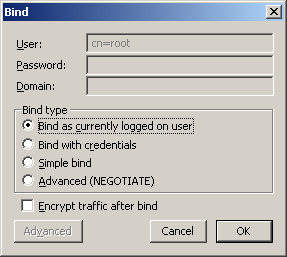 Bind
User: cn=root
Password:
Domain:
Bind type
Bind as currently logged on user
Bind with credentials
Simple bind
Advanced (NEGOTIATE)
Encrypt traffic after bind
Advanced Cancel OK